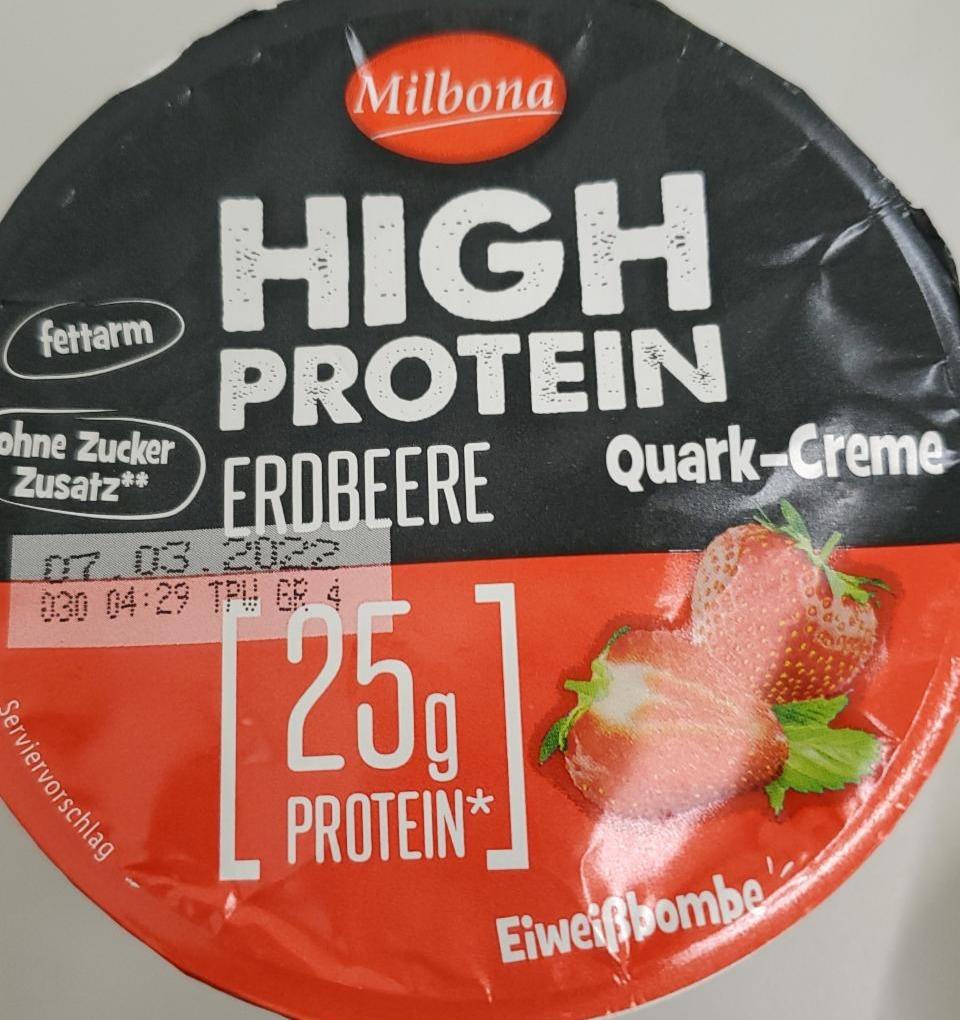 Milbona
HIGH
PROTEIN
fettarm
ohne Zucker
Zusatz**
ERDBEERE
Quark-Creme
07.03.2022
030 04:29 TPW GR 4
[25g
PROTEIN*]
Serviervorschlag
Eiweißbombe